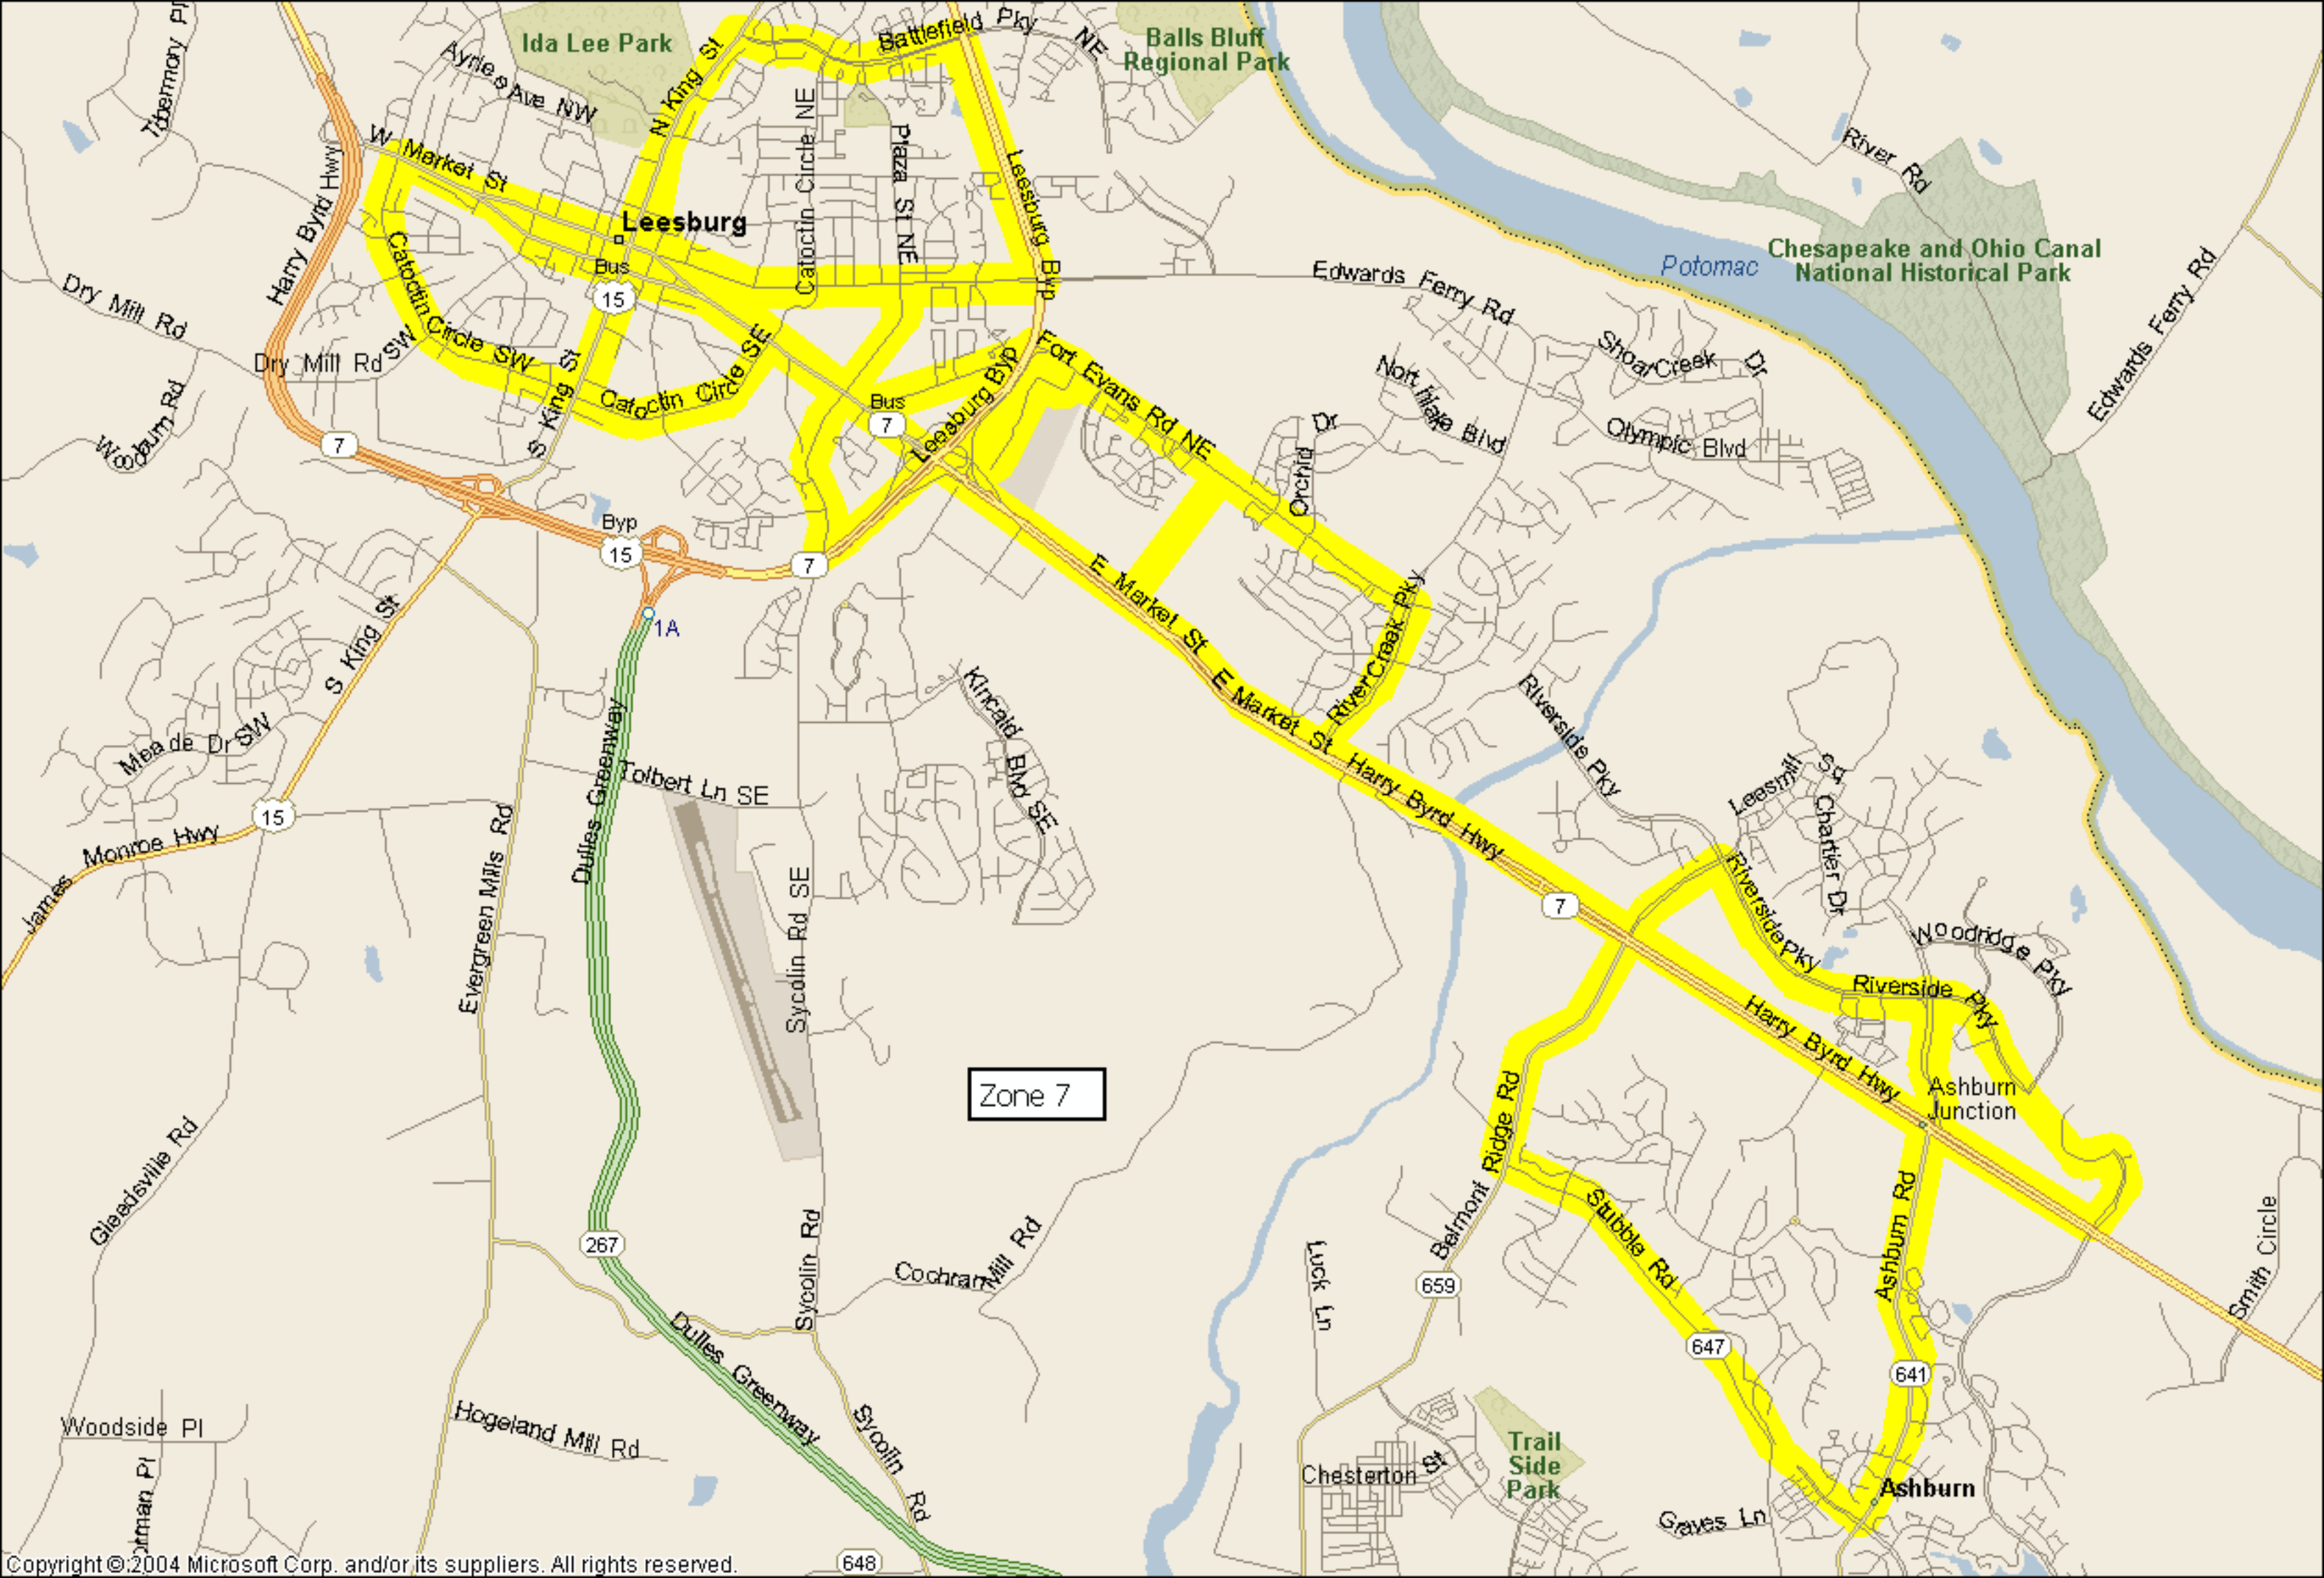 Ida Lee Park
Battlefield Pky
NE
Balls Bluff
Regional Park
Ayrlee Ave NW
N King St
W Market St
Catoctin Circle NE
Plaza St NE
Leesburg Byp
River Rd
Harry Byrd Hwy
Leesburg
Bus
15
Potomac
Chesapeake and Ohio Canal
National Historical Park
Edwards Ferry Rd
Edwards Ferry Rd
Dry Mill Rd
Catoctin Circle SW
Dry Mill Rd SW
Catoctin Circle SE
S King St
Woodburn Rd
Fort Evans Rd NE
Shoar Creek Dr
Northlake Blvd
Olympic Blvd
Orchid Dr
Bus
7
Leesburg Byp
7
Byp
15
7
1A
E Market St
E Market St
River Creek Pky
S King St
Meade Dr SW
15
James Monroe Hwy
Dulles Greenway
Tolbert Ln SE
Kincaid Blvd SE
Evergreen Mills Rd
Sycolin Rd SE
Harry Byrd Hwy
7
Riverside Pky
Leesmill Sq
Chartier Dr
Riverside Pky
Woodridge Pky
Riverside Pky
Harry Byrd Hwy
Ashburn
Junction
Zone 7
Belmont Ridge Rd
Stubble Rd
Ashburn Rd
Smith Circle
Gleedsville Rd
267
Sycolin Rd
Cochran Mill Rd
Luck Ln
659
647
641
Dulles Greenway
Woodside Pl
Hogeland Mill Rd
Sycolin Rd
Chesterton St
Trail
Side
Park
Ashburn
Graves Ln
648
Copyright © 2004 Microsoft Corp. and/or its suppliers. All rights reserved.